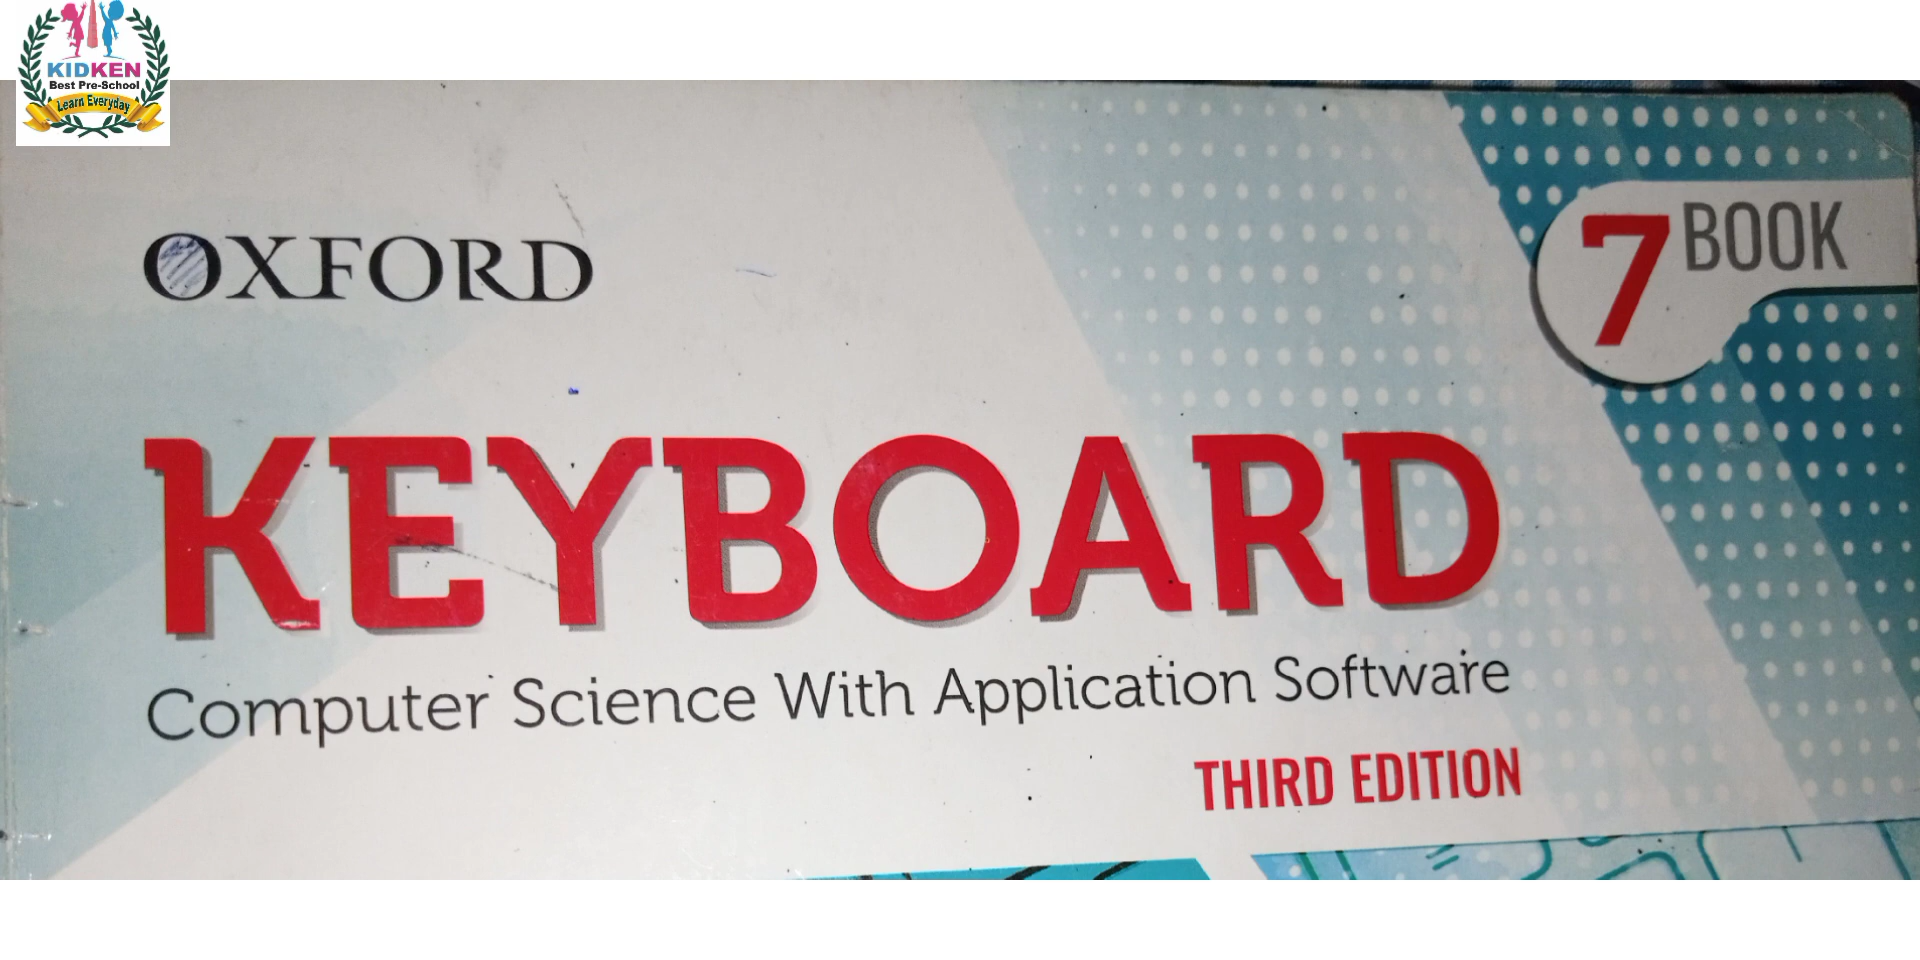 KIDKEN
Best Pre-School
Learn Everyday
OXFORD
7 BOOK
KEYBOARD
Computer Science With Application Software
THIRD EDITION